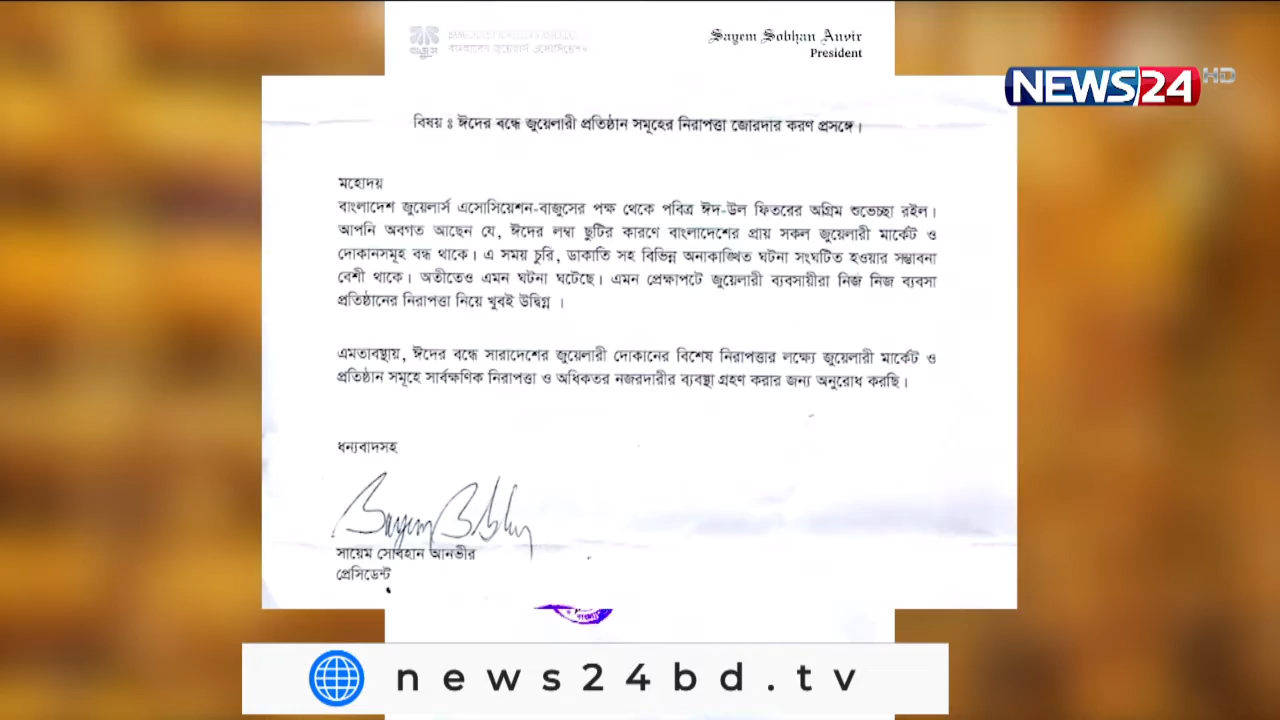 বাজুস
বাংলাদেশ জুয়েলার্স এসোসিয়েশন
Sayem Sobhan Anvir
President
NEWS24 HD
বিষয় ঃ ঈদের বন্ধে জুয়েলারী প্রতিষ্ঠান সমূহের নিরাপত্তা জোরদার করণ প্রসঙ্গে।
মহোদয়
বাংলাদেশ জুয়েলার্স এসোসিয়েশন-বাজুসের পক্ষ থেকে পবিত্র ঈদ-উল ফিতরের অগ্রিম শুভেচ্ছা রইল।
আপনি অবগত আছেন যে, ঈদের লম্বা ছুটির কারণে বাংলাদেশের প্রায় সকল জুয়েলারী মার্কেট ও
দোকানসমূহ বন্ধ থাকে। এ সময় চুরি, ডাকাতি সহ বিভিন্ন অনাকাঙ্খিত ঘটনা সংঘটিত হওয়ার সম্ভাবনা
বেশী থাকে। অতীতেও এমন ঘটনা ঘটেছে। এমন প্রেক্ষাপটে জুয়েলারী ব্যবসায়ীরা নিজ নিজ ব্যবসা
প্রতিষ্ঠানের নিরাপত্তা নিয়ে খুবই উদ্বিগ্ন ।
এমতাবস্থায়, ঈদের বন্ধে সারাদেশের জুয়েলারী দোকানের বিশেষ নিরাপত্তার লক্ষ্যে জুয়েলারী মার্কেট ও
প্রতিষ্ঠান সমূহে সার্বক্ষণিক নিরাপত্তা ও অধিকতর নজরদারীর ব্যবস্থা গ্রহণ করার জন্য অনুরোধ করছি।
ধন্যবাদসহ
সায়েম সোবহান আনভীর
প্রেসিডেন্ট
news24bd.tv